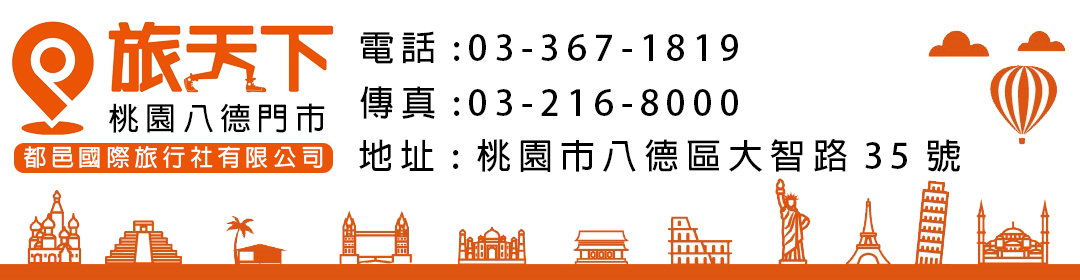 旅天下
桃園八德門市
都邑國際旅行社有限公司
電話:03-367-1819
傳真:03-216-8000
地址:桃園市八德區大智路35號